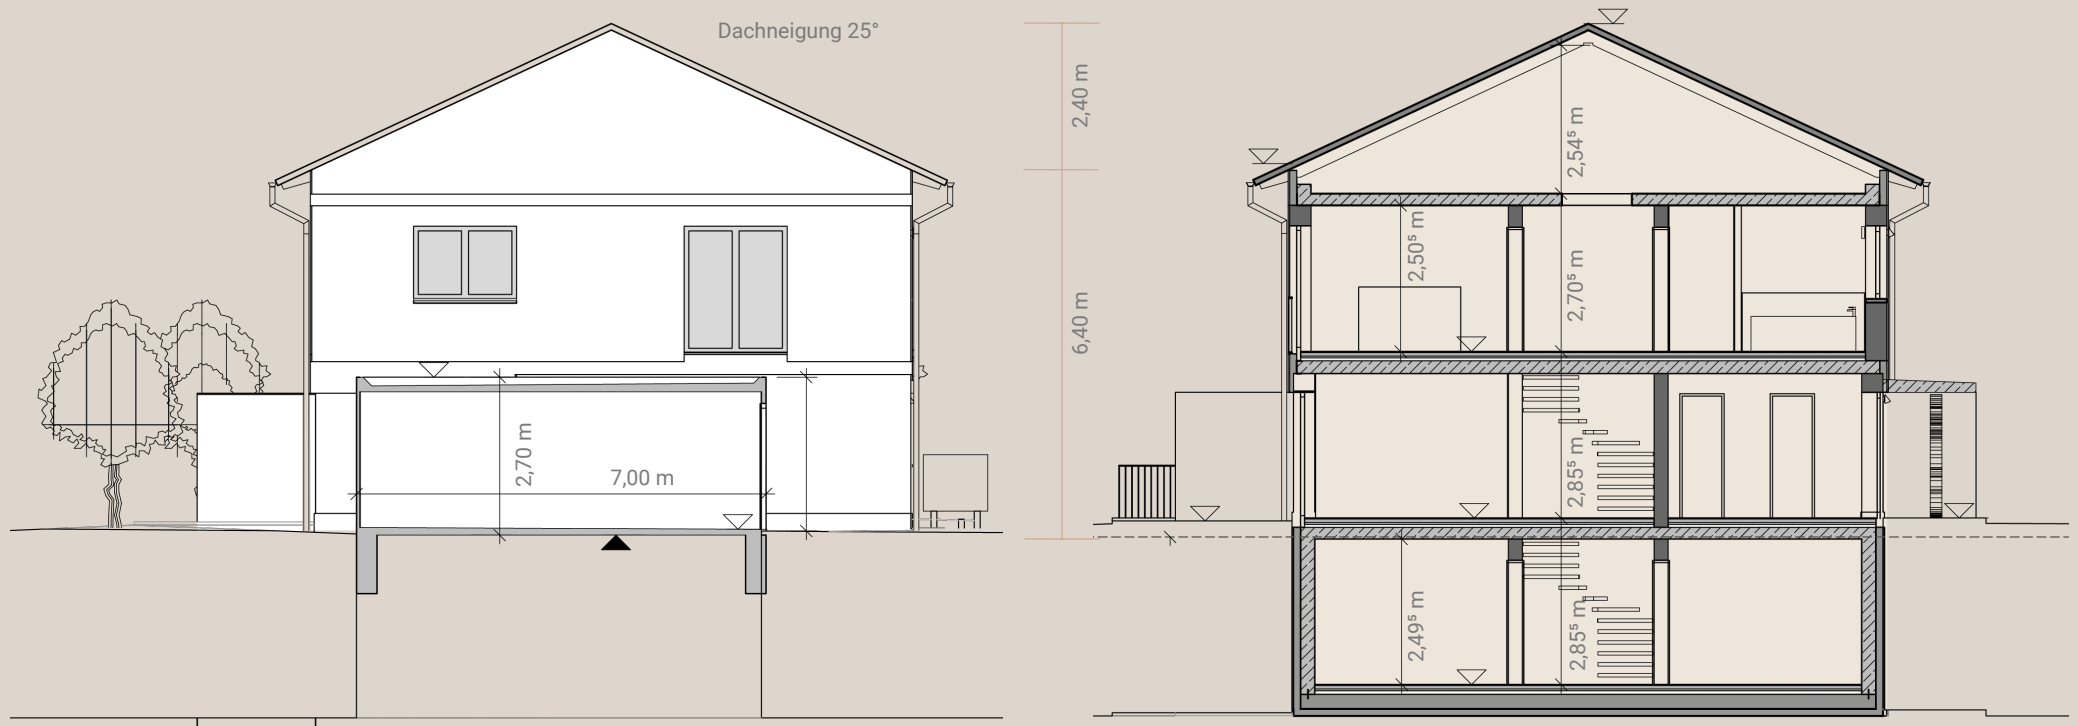 Dachneigung 25°
2,40 m
6,40 m
2,70 m
7,00 m
2,54⁵ m
2,50⁵ m
2,70⁵ m
2,85⁵ m
2,49⁵ m
2,85⁵ m